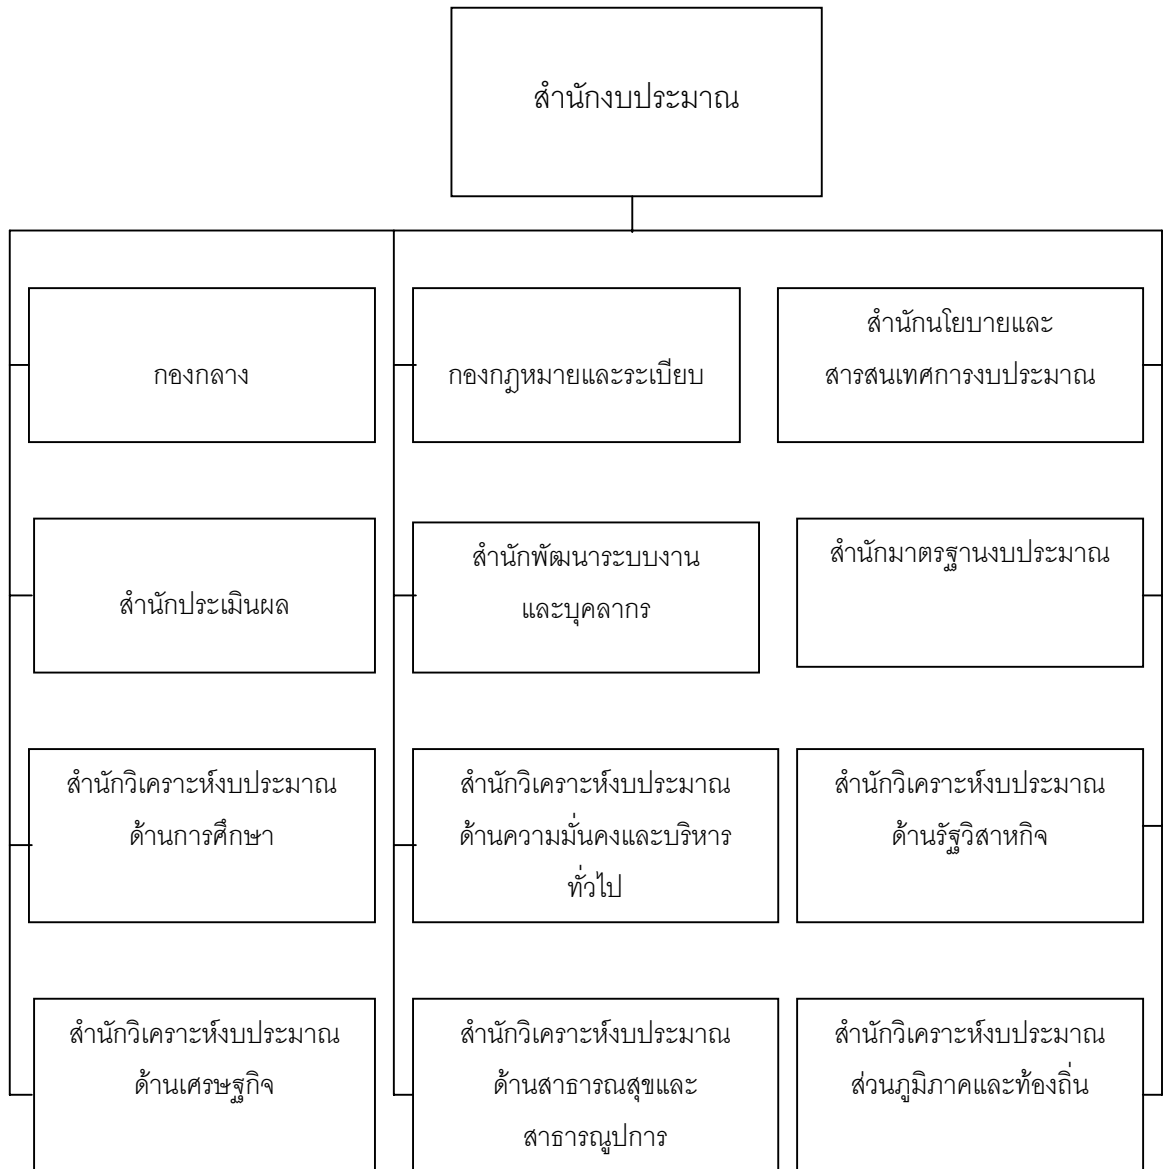 สำนักงบประมาณ
กองกลาง
กองกฎหมายและระเบียบ
สำนักนโยบายและ
สารสนเทศการงบประมาณ
สำนักประเมินผล
สำนักพัฒนาระบบงาน
และบุคลากร
สำนักมาตรฐานงบประมาณ
สำนักวิเคราะห์งบประมาณ
ด้านการศึกษา
สำนักวิเคราะห์งบประมาณ
ด้านความมั่นคงและบริหาร
ทั่วไป
สำนักวิเคราะห์งบประมาณ
ด้านรัฐวิสาหกิจ
สำนักวิเคราะห์งบประมาณ
ด้านเศรษฐกิจ
สำนักวิเคราะห์งบประมาณ
ด้านสาธารณสุขและ
สาธารณูปการ
สำนักวิเคราะห์งบประมาณ
ส่วนภูมิภาคและท้องถิ่น